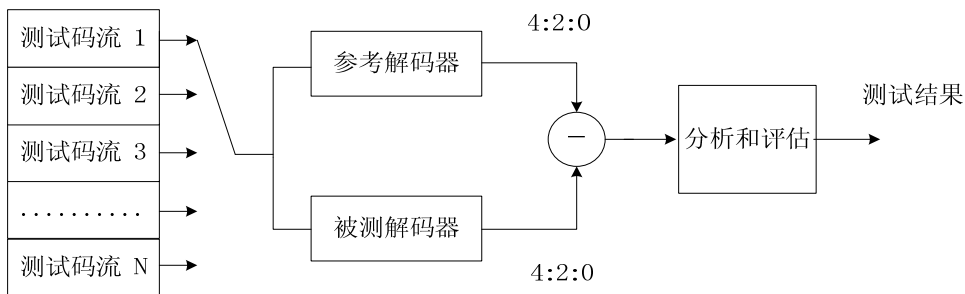 测试码流 1
测试码流 2
测试码流 3
..........
测试码流 N
4:2:0
参考解码器
被测解码器
4:2:0
—
分析和评估
测试结果